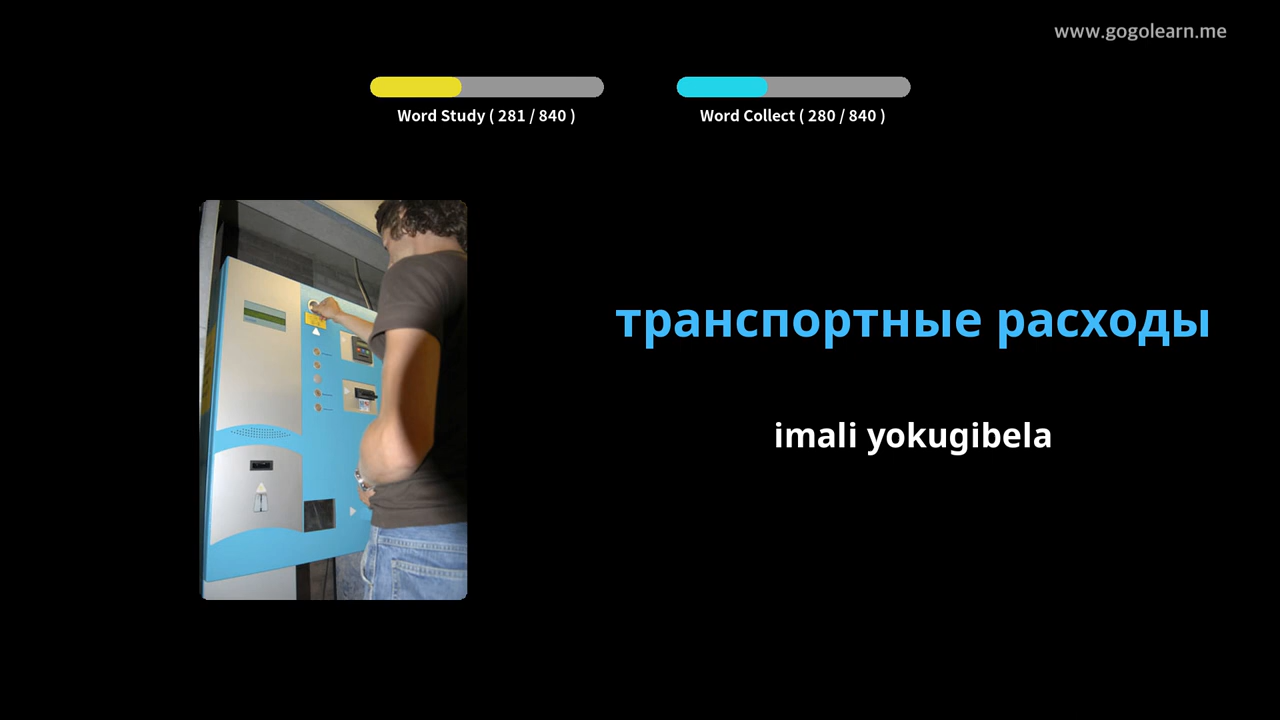 www.gogolearn.me
Word Study ( 281 / 840 )
Word Collect ( 280 / 840 )
транспортные расходы
imali yokugibela